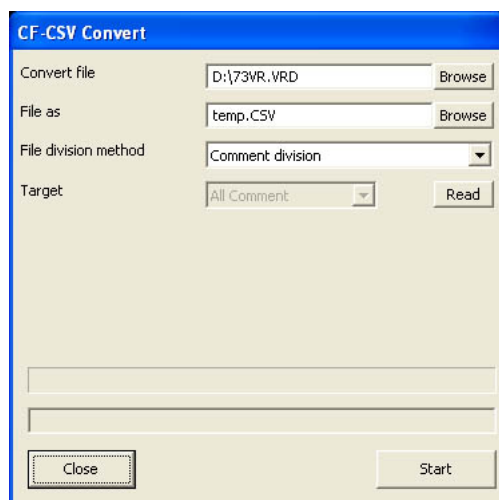 CF-CSV Convert
Convert file D:\73VR.VRD Browse
File as temp.CSV Browse
File division method Comment division
Target All Comment Read
Close Start